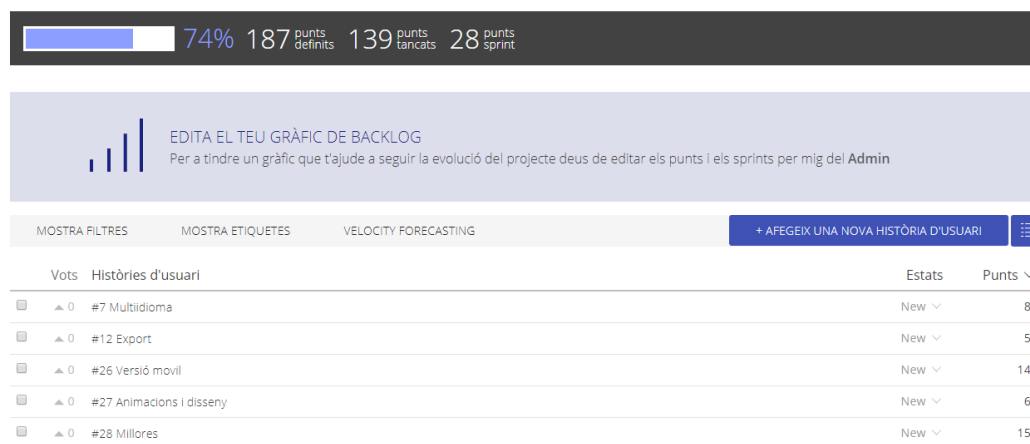 74% 187 punts definits 139 punts tancats 28 punts sprint
EDITA EL TEU GRÀFIC DE BACKLOG
Per a tindre un gràfic que t'ajude a seguir la evolució del projecte deus de editar els punts i els sprints per mig del Admin
MOSTRA FILTRES MOSTRA ETIQUETES VELOCITY FORECASTING + AFEGEIX UNA NOVA HISTÒRIA D'USUARI
Vots Històries d'usuari Estats Punts
0 #7 Multiidioma New 8
0 #12 Export New 5
0 #26 Versió movil New 14
0 #27 Animacions i disseny New 6
0 #28 Millores New 15